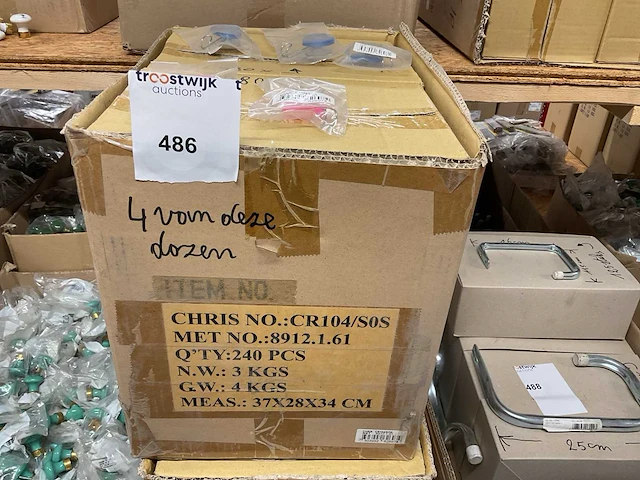 troostwijk
auctions
486
4 van deze
dozen
ITEM NO.
CHRIS NO.:CR104/S0S
MET NO.:8912.1.61
Q'TY:240 PCS
N.W.: 3 KGS
G.W.: 4 KGS
MEAS.: 37X28X34 CM
troostwijk
488
25cm